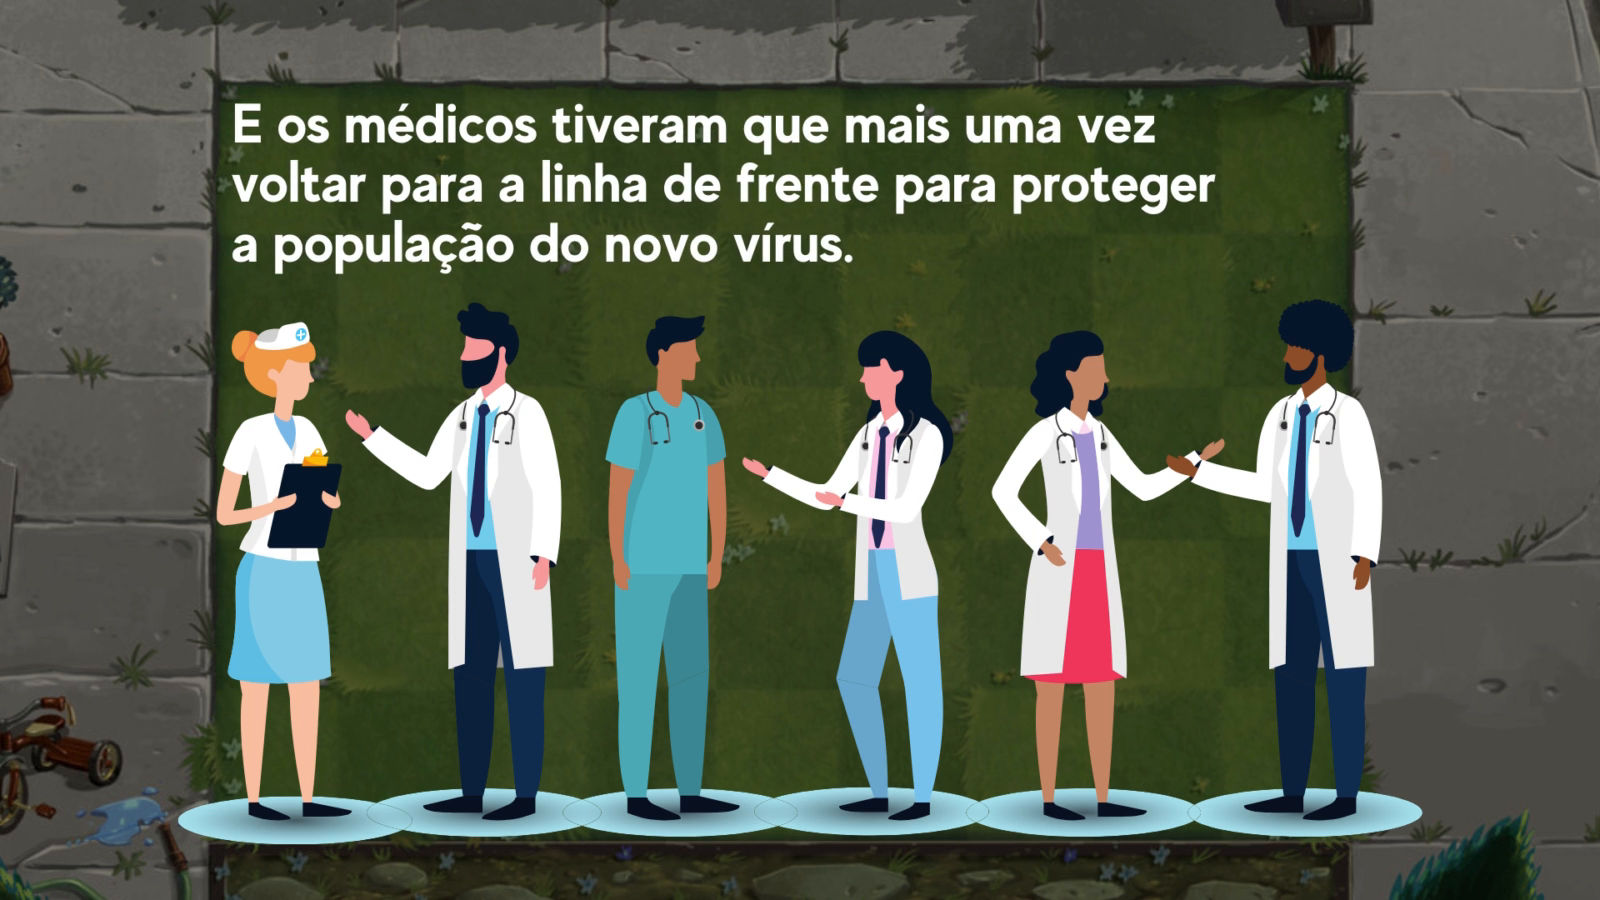 E os médicos tiveram que mais uma vez
voltar para a linha de frente para proteger
a população do novo vírus.